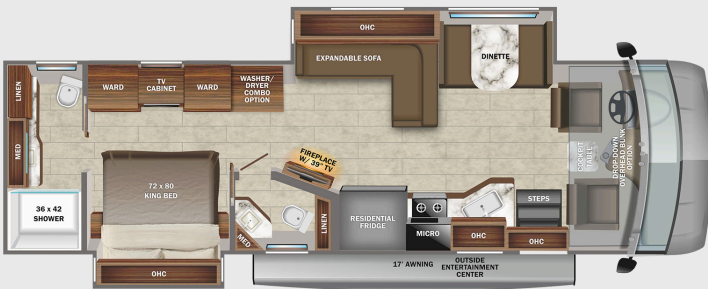 OHC
EXPANDABLE SOFA
DINETTE
LINEN
WARD
TV
CABINET
WARD
WASHER/
DRYER
COMBO
OPTION
MED
36 x 42
SHOWER
72 x 80
KING BED
OHC
FIREPLACE
W/ 39" TV
MED
LINEN
RESIDENTIAL
FRIDGE
MICRO
OHC
OHC
STEPS
COCKPIT
TABLE
DROP-DOWN
OVERHEAD BUNK
OPTION
17' AWNING
OUTSIDE
ENTERTAINMENT
CENTER